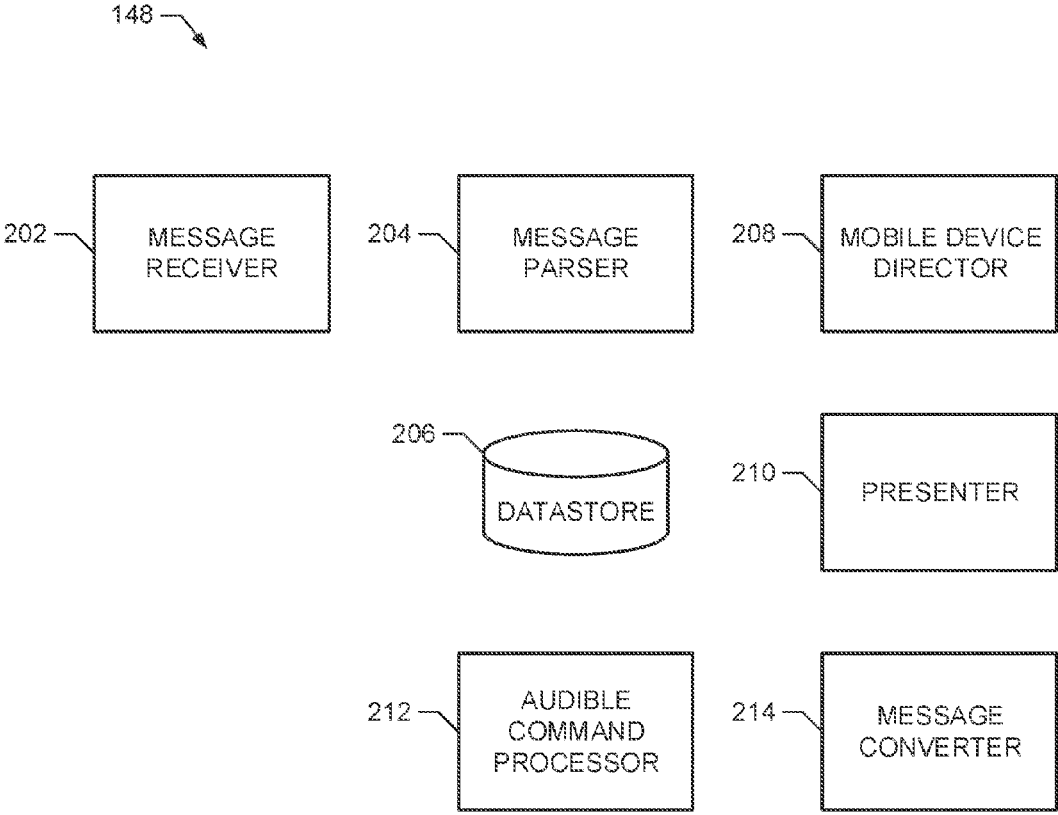 148
202
MESSAGE
RECEIVER
204
MESSAGE
PARSER
208
MOBILE DEVICE
DIRECTOR
206
DATASTORE
210
PRESENTER
212
AUDIBLE
COMMAND
PROCESSOR
214
MESSAGE
CONVERTER